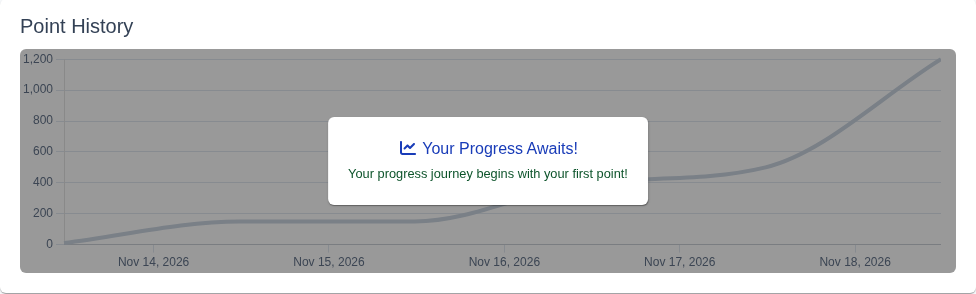 Point History
1,200
1,000
800
600
400
200
0
Your Progress Awaits!
Your progress journey begins with your first point!
Nov 14, 2026
Nov 15, 2026
Nov 16, 2026
Nov 17, 2026
Nov 18, 2026